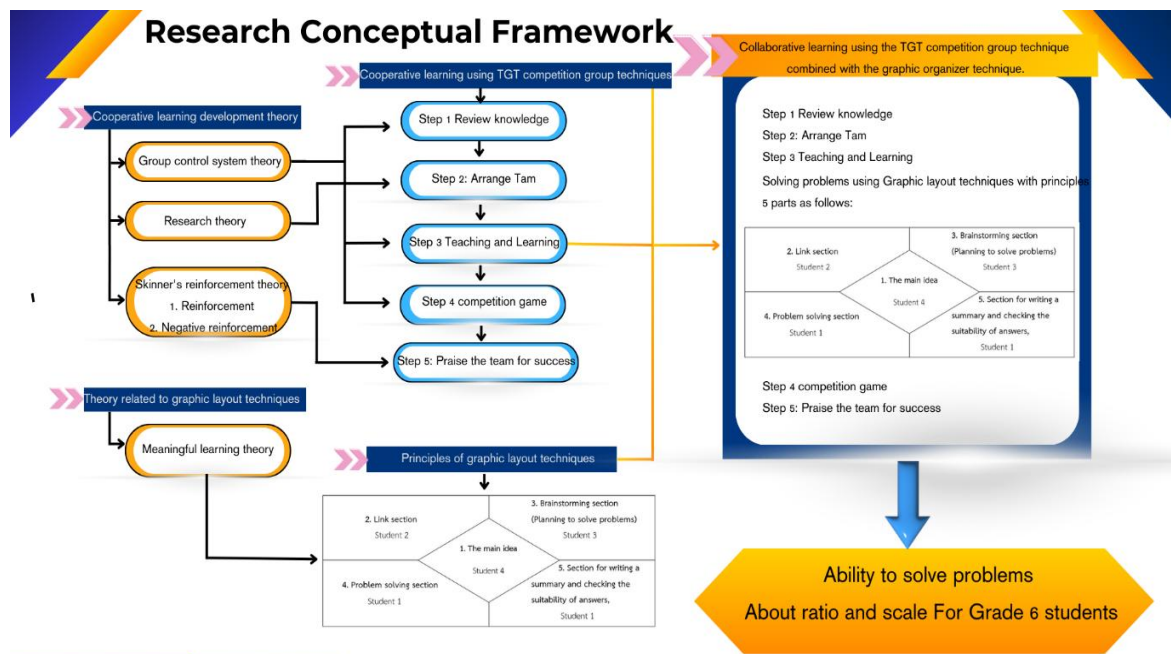 Research Conceptual Framework
Cooperative learning development theory
Group control system theory
Research theory
Skinner's reinforcement theory
1. Reinforcement
2. Negative reinforcement
Theory related to graphic layout techniques
Meaningful learning theory
Cooperative learning using TGT competition group techniques
Step 1 Review knowledge
Step 2: Arrange Tam
Step 3 Teaching and Learning
Step 4 competition game
Step 5: Praise the team for success
Principles of graphic layout techniques
2. Link section
Student 2
3. Brainstorming section
(Planning to solve problems)
Student 3
1. The main idea
Student 4
4. Problem solving section
Student 1
5. Section for writing a
summary and checking the
suitability of answers,
Student 1
Collaborative learning using the TGT competition group technique
combined with the graphic organizer technique.
Step 1 Review knowledge
Step 2: Arrange Tam
Step 3 Teaching and Learning
Solving problems using Graphic layout techniques with principles
5 parts as follows:
2. Link section
Student 2
3. Brainstorming section
(Planning to solve problems)
Student 3
1. The main idea
Student 4
4. Problem solving section
Student 1
5. Section for writing a
summary and checking the
suitability of answers,
Student 1
Step 4 competition game
Step 5: Praise the team for success
Ability to solve problems
About ratio and scale For Grade 6 students